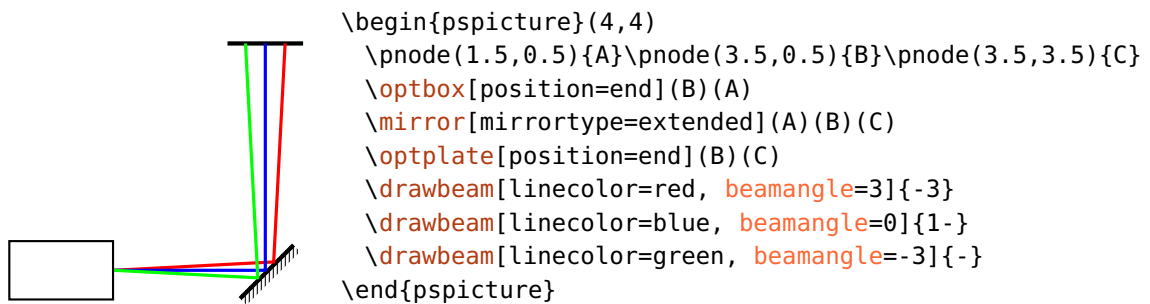 \begin{pspicture}(4,4)
  \pnode(1.5,0.5){A}\pnode(3.5,0.5){B}\pnode(3.5,3.5){C}
  \optbox[position=end](B)(A)
  \mirror[mirrortype=extended](A)(B)(C)
  \optplate[position=end](B)(C)
  \drawbeam[linecolor=red, beamangle=3]{-3}
  \drawbeam[linecolor=blue, beamangle=0]{1-}
  \drawbeam[linecolor=green, beamangle=-3]{-}
\end{pspicture}